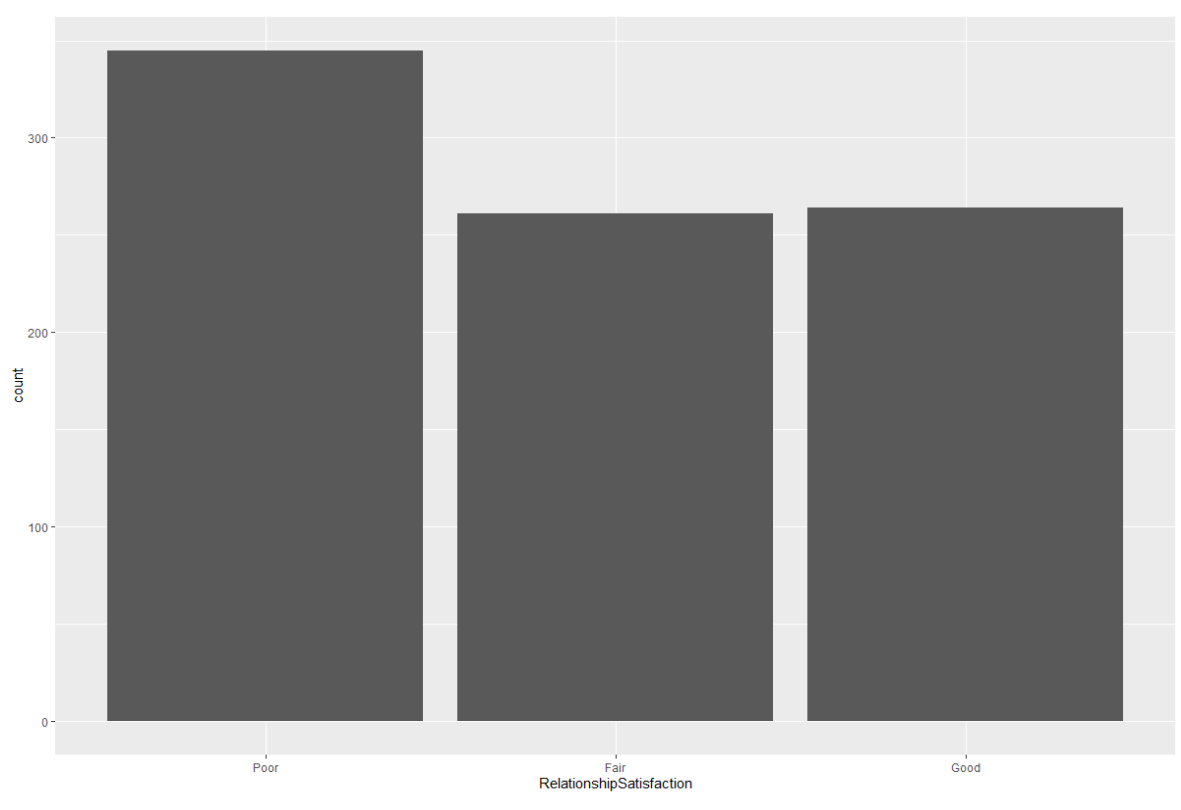 300
200
100
0
count
Poor Fair Good
RelationshipSatisfaction